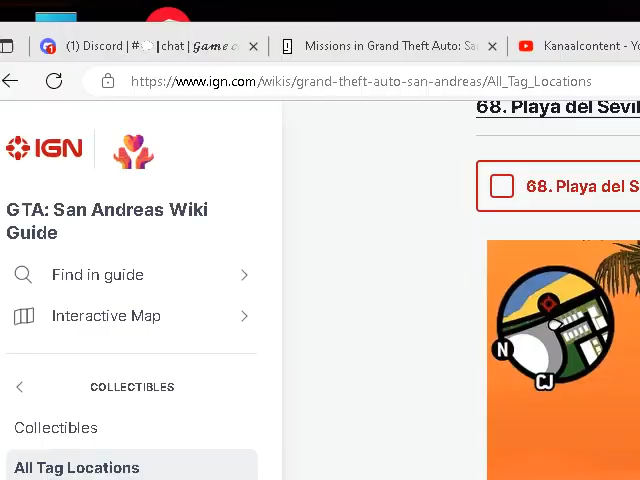 (1) Discord | #💬 | chat | 𝓖𝓪𝓶𝓮
Missions in Grand Theft Auto: Sa
Kanaalcontent - Yo
https://www.ign.com/wikis/grand-theft-auto-san-andreas/All_Tag_Locations
68. Playa del Sevil
IGN
68. Playa del S
GTA: San Andreas Wiki
Guide
Find in guide
Interactive Map
N
CJ
COLLECTIBLES
Collectibles
All Tag Locations